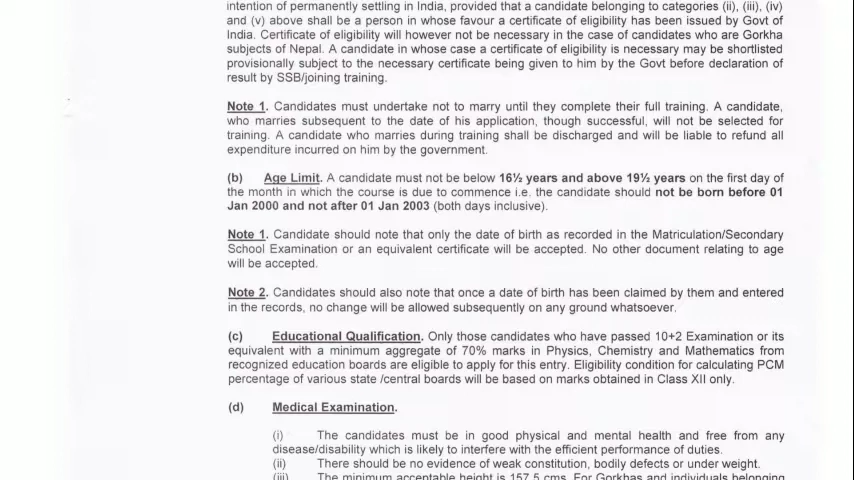 intention of permanently settling in India, provided that a candidate belonging to categories (ii), (iii), (iv)
and (v) above shall be a person in whose favour a certificate of eligibility has been issued by Govt of
India. Certificate of eligibility will however not be necessary in the case of candidates who are Gorkha
subjects of Nepal. A candidate in whose case a certificate of eligibility is necessary may be shortlisted
provisionally subject to the necessary certificate being given to him by the Govt before declaration of
result by SSB/joining training.
Note 1. Candidates must undertake not to marry until they complete their full training. A candidate,
who marries subsequent to the date of his application, though successful, will not be selected for
training. A candidate who marries during training shall be discharged and will be liable to refund all
expenditure incurred on him by the government.
(b) Age Limit. A candidate must not be below 16½ years and above 19½ years on the first day of
the month in which the course is due to commence i.e. the candidate should not be born before 01
Jan 2000 and not after 01 Jan 2003 (both days inclusive).
Note 1. Candidate should note that only the date of birth as recorded in the Matriculation/Secondary
School Examination or an equivalent certificate will be accepted. No other document relating to age
will be accepted.
Note 2. Candidates should also note that once a date of birth has been claimed by them and entered
in the records, no change will be allowed subsequently on any ground whatsoever.
(c) Educational Qualification. Only those candidates who have passed 10+2 Examination or its
equivalent with a minimum aggregate of 70% marks in Physics, Chemistry and Mathematics from
recognized education boards are eligible to apply for this entry. Eligibility condition for calculating PCM
percentage of various state /central boards will be based on marks obtained in Class XII only.
(d) Medical Examination.
(i) The candidates must be in good physical and mental health and free from any
disease/disability which is likely to interfere with the efficient performance of duties.
(ii) There should be no evidence of weak constitution, bodily defects or under weight.
(iii) The minimum acceptable height is 157.5 cms. For Gorkhas and individuals belonging